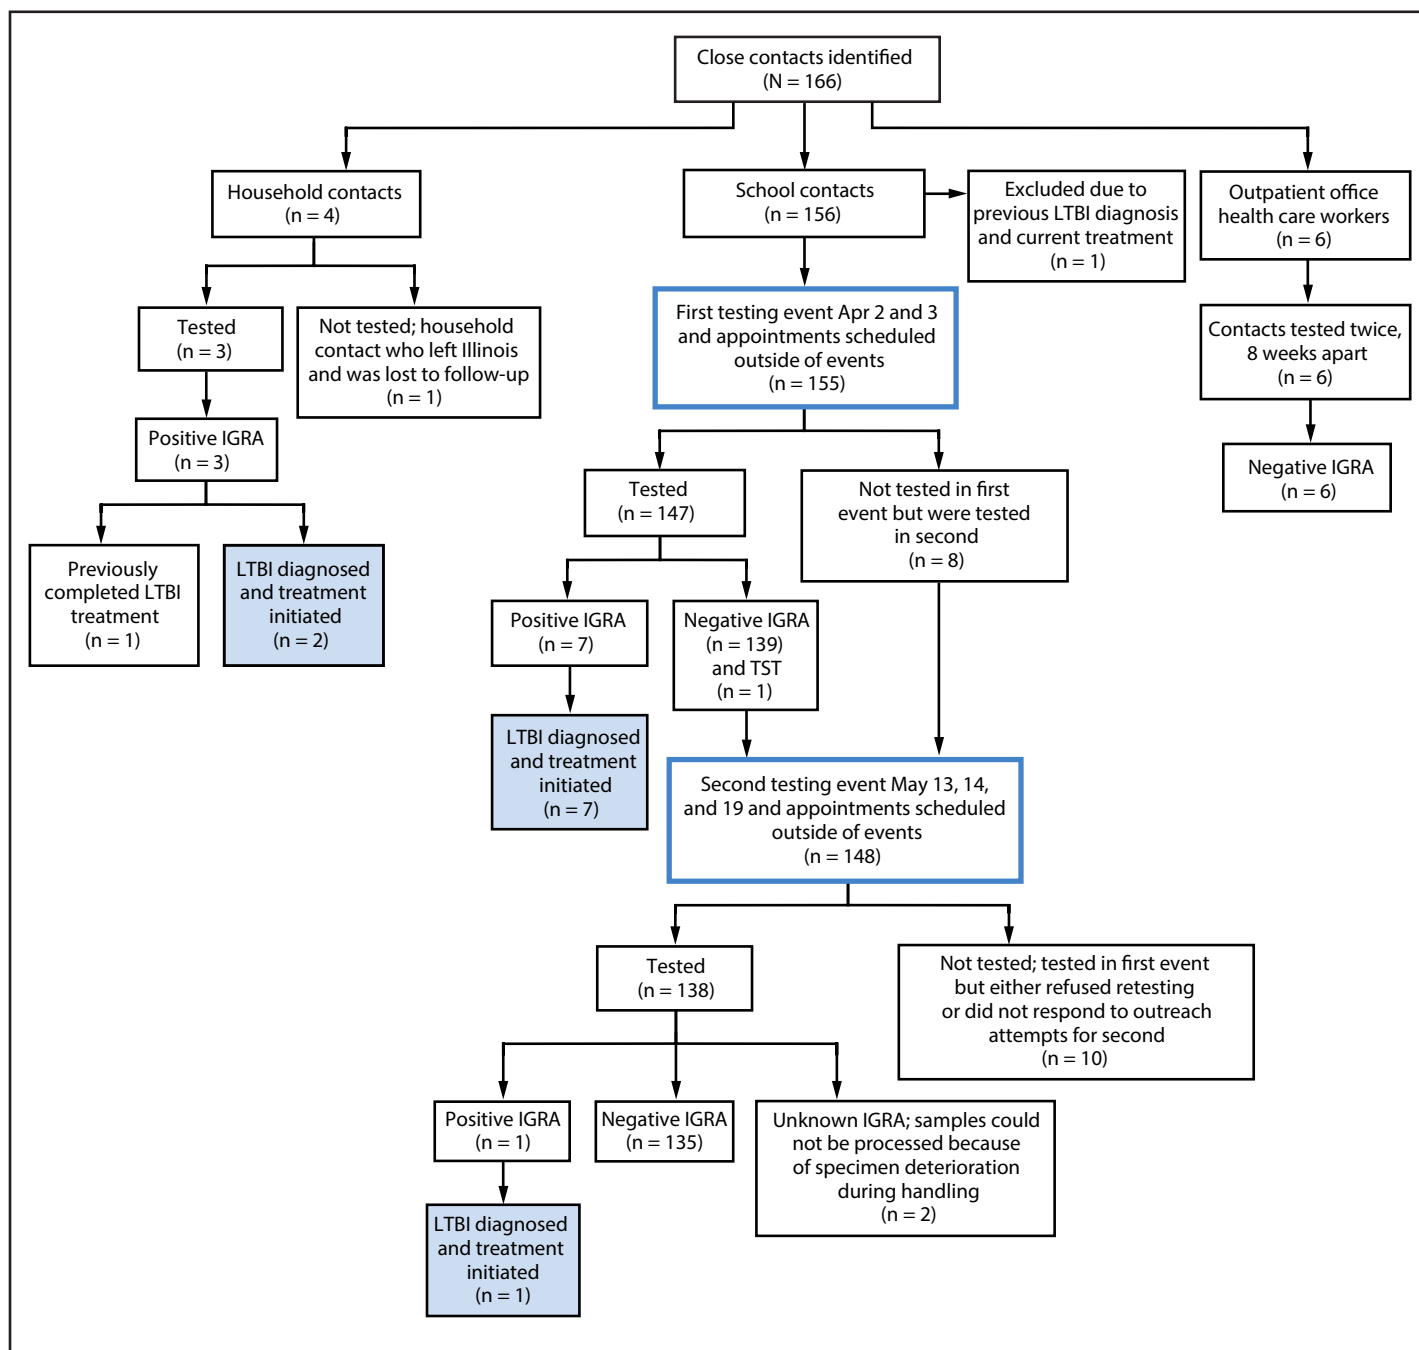 Close contacts identified
(N = 166)
Household contacts
(n = 4)
School contacts
(n = 156)
Excluded due to
previous LTBI diagnosis
and current treatment
(n = 1)
Outpatient office
health care workers
(n = 6)
Tested
(n = 3)
Not tested; household
contact who left Illinois
and was lost to follow-up
(n = 1)
First testing event Apr 2 and 3
and appointments scheduled
outside of events
(n = 155)
Contacts tested twice,
8 weeks apart
(n = 6)
Positive IGRA
(n = 3)
Negative IGRA
(n = 6)
Tested
(n = 147)
Not tested in first
event but were tested
in second
(n = 8)
Previously
completed LTBI
treatment
(n = 1)
LTBI diagnosed
and treatment
initiated
(n = 2)
Positive IGRA
(n = 7)
Negative IGRA
(n = 139)
and TST
(n = 1)
LTBI diagnosed
and treatment
initiated
(n = 7)
Second testing event May 13, 14,
and 19 and appointments scheduled
outside of events
(n = 148)
Tested
(n = 138)
Not tested; tested in first event
but either refused retesting
or did not respond to outreach
attempts for second
(n = 10)
Positive IGRA
(n = 1)
Negative IGRA
(n = 135)
Unknown IGRA; samples could
not be processed because
of specimen deterioration
during handling
(n = 2)
LTBI diagnosed
and treatment
initiated
(n = 1)